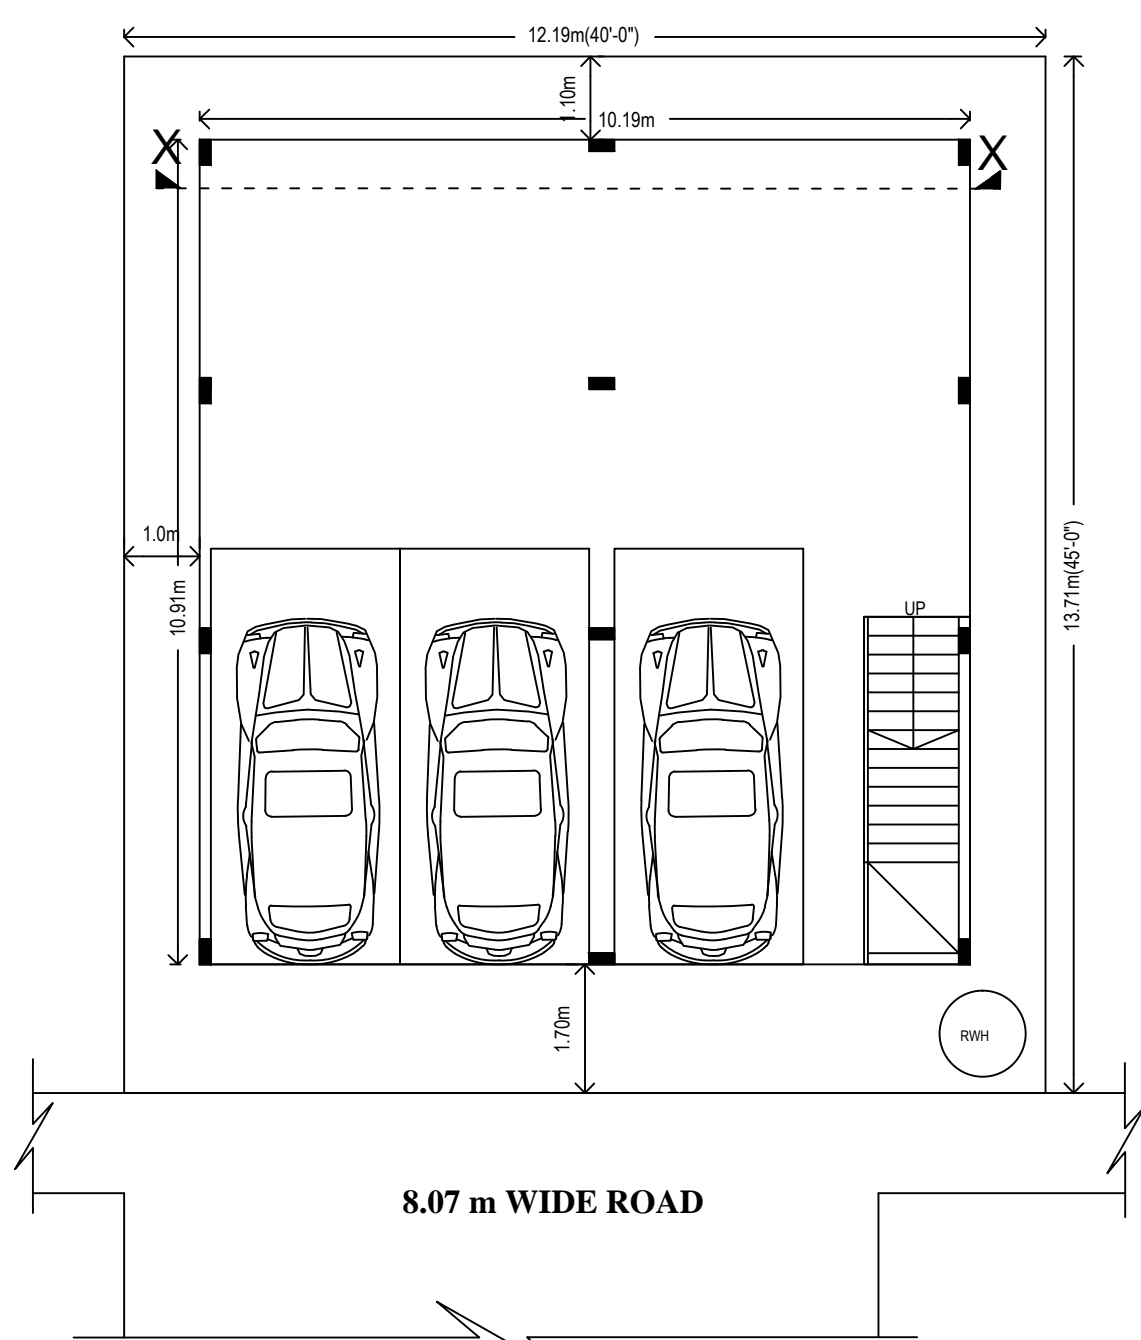 12.19m(40'-0")
1.10m
10.19m
X
X
1.0m
10.91m
13.71m(45'-0")
UP
1.70m
RWH
8.07 m WIDE ROAD